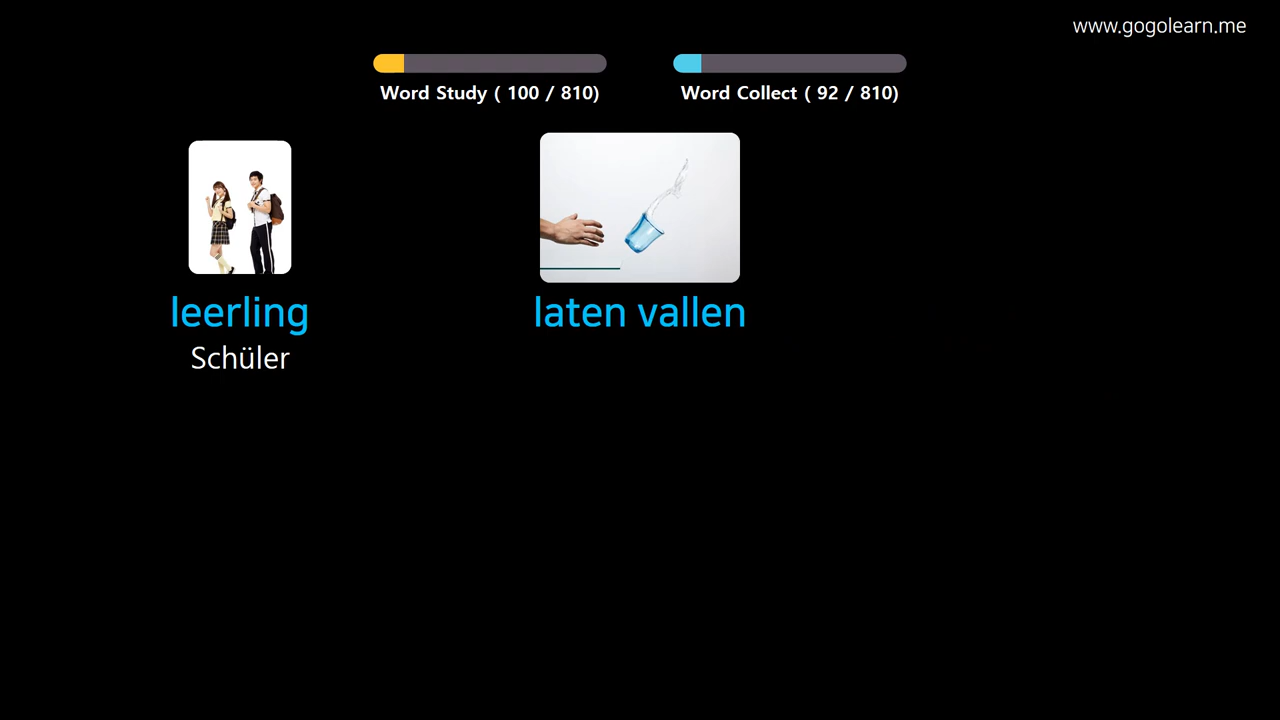 www.gogolearn.me
Word Study ( 100 / 810)
Word Collect ( 92 / 810)
leerling
Schüler
laten vallen